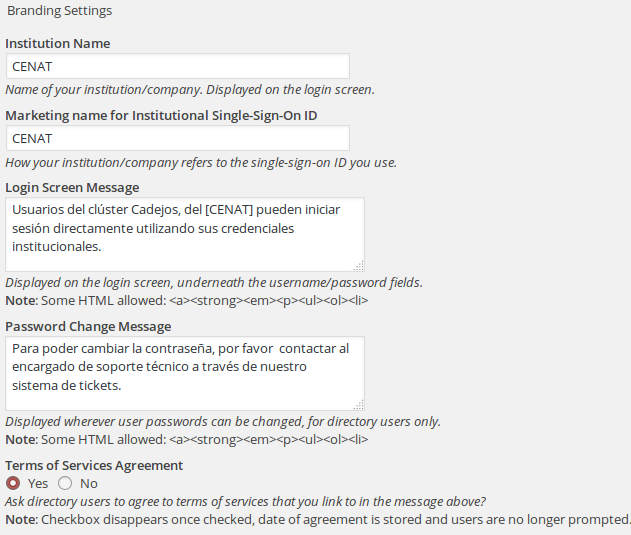 Branding Settings
Institution Name
CENAT
Name of your institution/company. Displayed on the login screen.
Marketing name for Institutional Single-Sign-On ID
CENAT
How your institution/company refers to the single-sign-on ID you use.
Login Screen Message
Usuarios del clúster Cadejos, del [CENAT] pueden iniciar
sesión directamente utilizando sus credenciales
institucionales.
Displayed on the login screen, underneath the username/password fields.
Note: Some HTML allowed: <a><strong><em><p><ul><ol><li>
Password Change Message
Para poder cambiar la contraseña, por favor  contactar al
encargado de soporte técnico a través de nuestro
sistema de tickets.
Displayed wherever user passwords can be changed, for directory users only.
Note: Some HTML allowed: <a><strong><em><p><ul><ol><li>
Terms of Services Agreement
Yes No
Ask directory users to agree to terms of services that you link to in the message above?
Note: Checkbox disappears once checked, date of agreement is stored and users are no longer prompted.